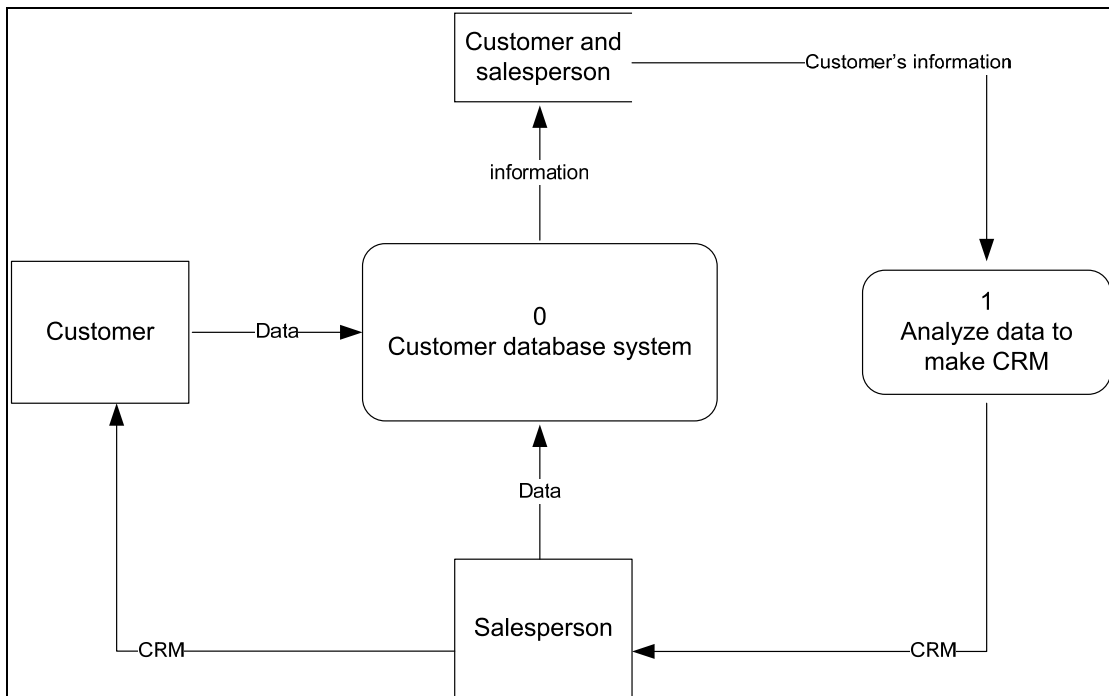 Customer and
salesperson
Customer's information
information
Customer
Data
0
Customer database system
1
Analyze data to
make CRM
Data
Salesperson
CRM
CRM